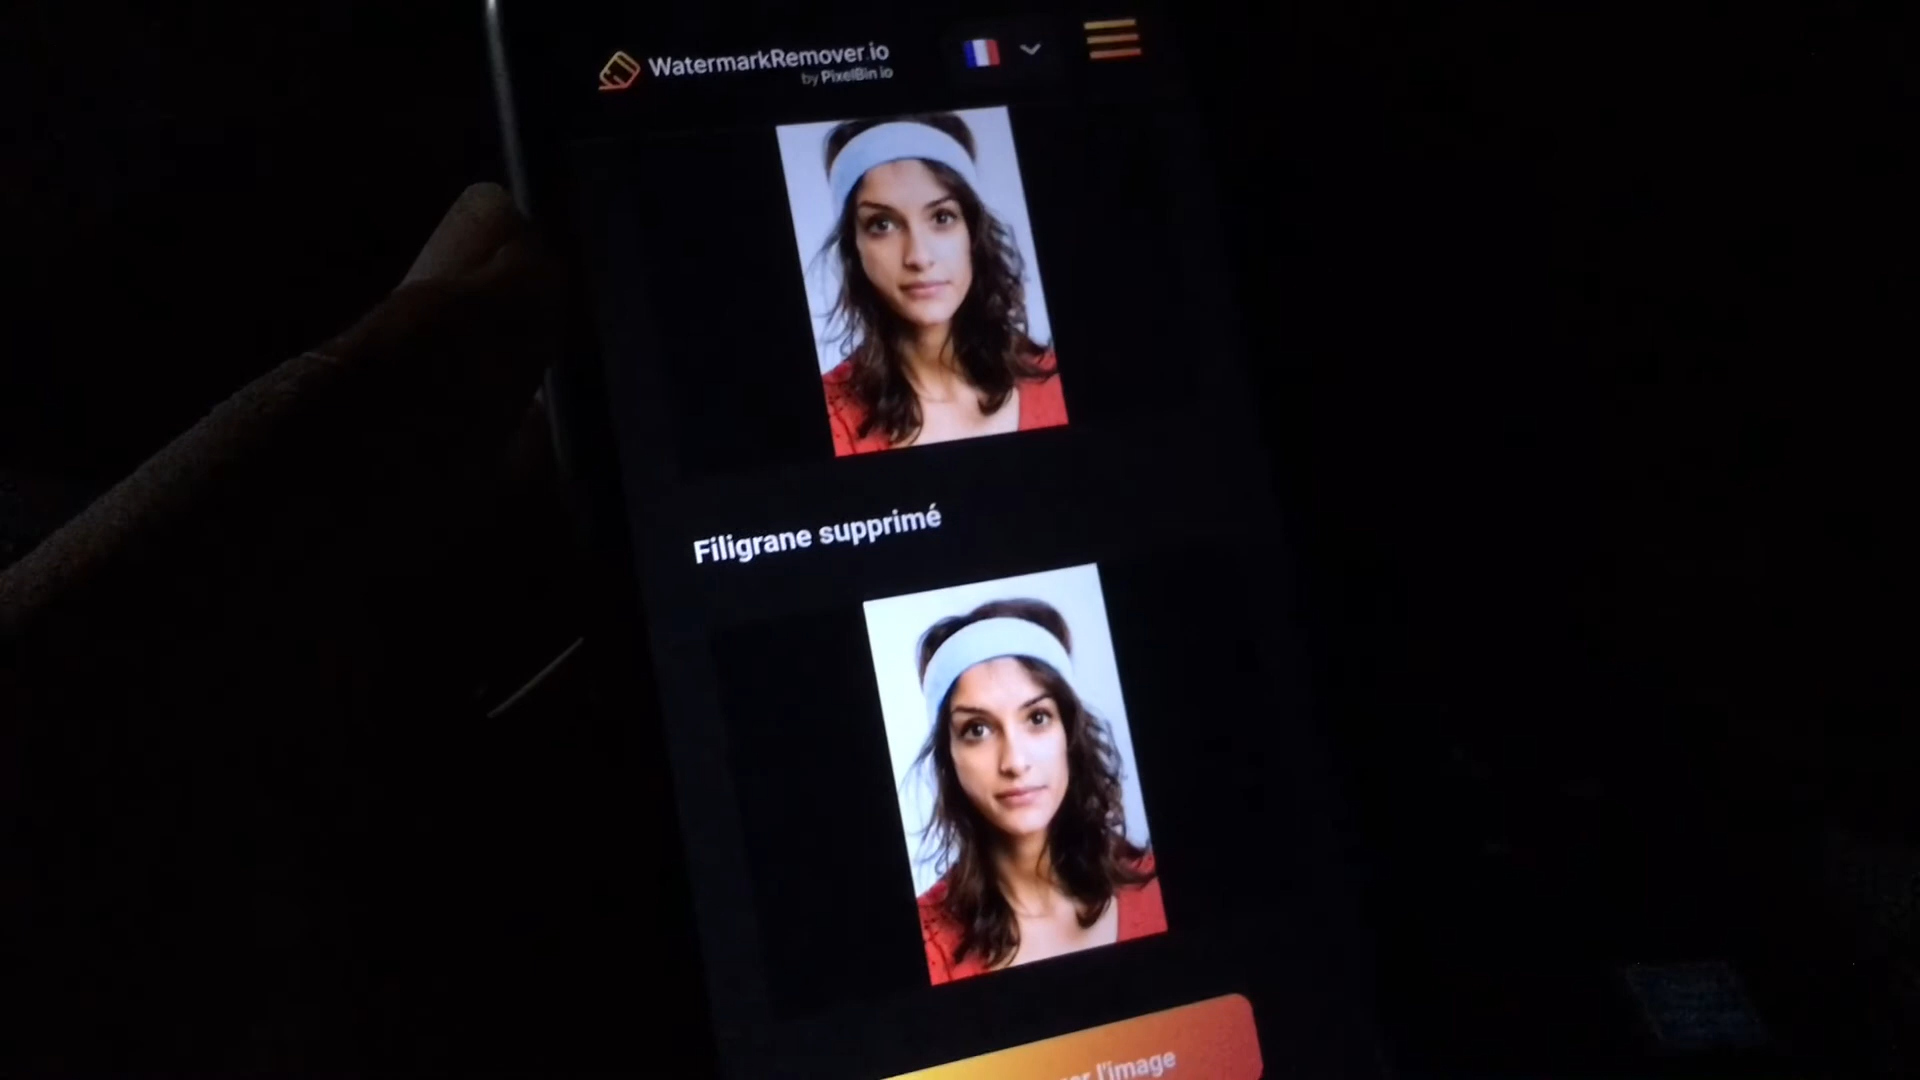 WatermarkRemover.io
by PixelBin io
Filigrane supprimé
l'image